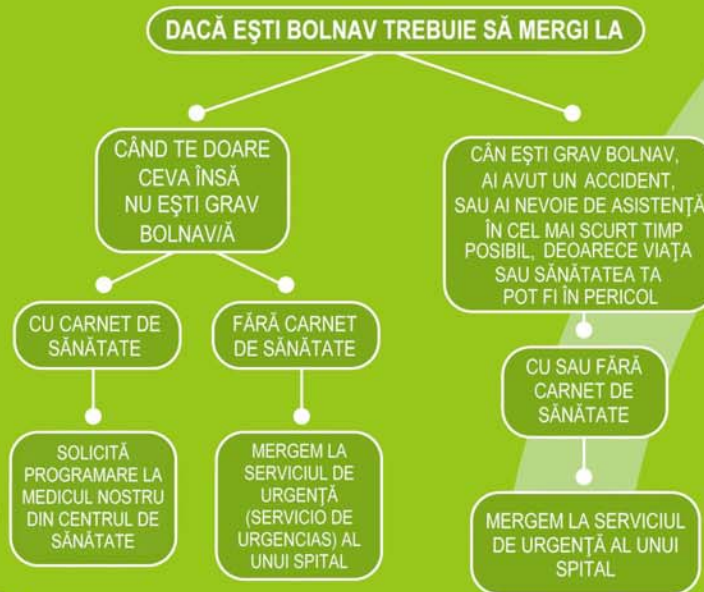 DACĂ EŞTI BOLNAV TREBUIE SĂ MERGI LA
CÂND TE DOARE
CEVA ÎNSĂ
NU EŞTI GRAV
BOLNAV/Ă
CÂN EŞTI GRAV BOLNAV,
AI AVUT UN ACCIDENT,
SAU AI NEVOIE DE ASISTENŢĂ
ÎN CEL MAI SCURT TIMP
POSIBIL, DEOARECE VIAŢA
SAU SĂNĂTATEA TA
POT FI ÎN PERICOL
CU CARNET DE
SĂNĂTATE
FĂRĂ CARNET
DE SĂNĂTATE
CU SAU FĂRĂ
CARNET DE
SĂNĂTATE
SOLICITĂ
PROGRAMARE LA
MEDICUL NOSTRU
DIN CENTRUL DE
SĂNĂTATE
MERGEM LA
SERVICIUL DE
URGENŢĂ
(SERVICIO DE
URGENCIAS) AL
UNUI SPITAL
MERGEM LA SERVICIUL
DE URGENŢĂ AL UNUI
SPITAL